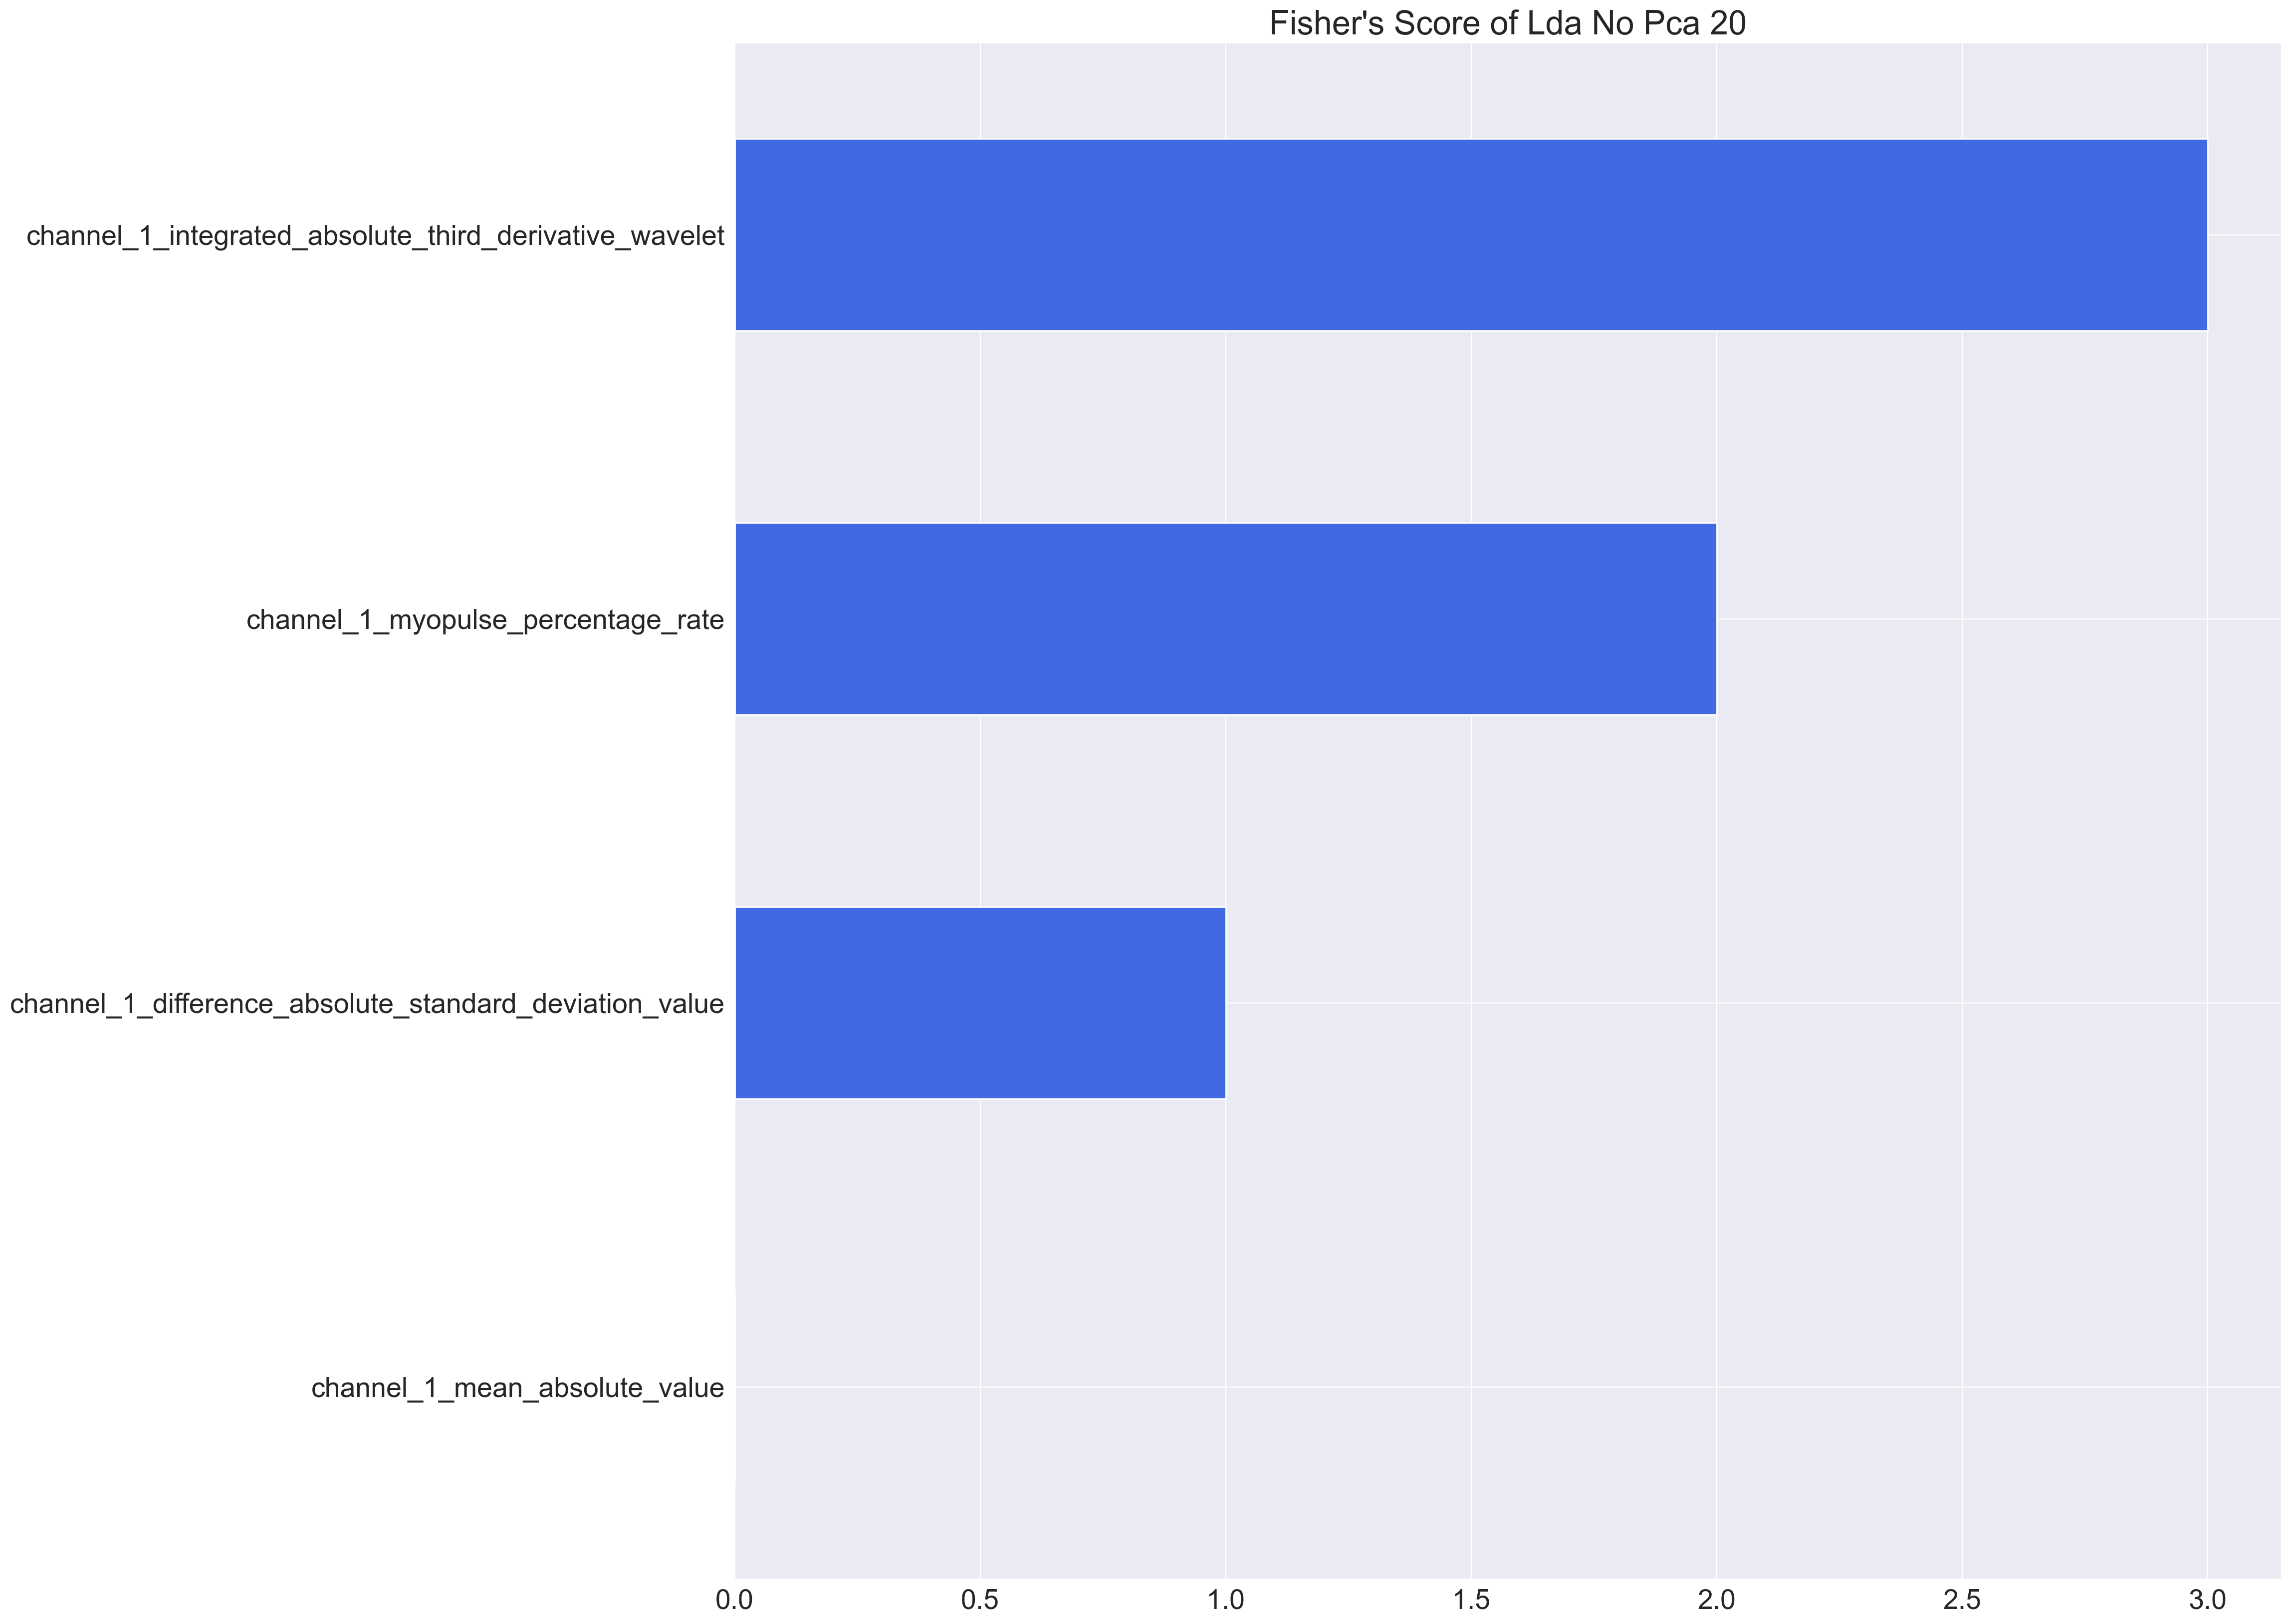 Fisher's Score of Lda No Pca 20
channel_1_integrated_absolute_third_derivative_wavelet
channel_1_myopulse_percentage_rate
channel_1_difference_absolute_standard_deviation_value
channel_1_mean_absolute_value
0.0 0.5 1.0 1.5 2.0 2.5 3.0